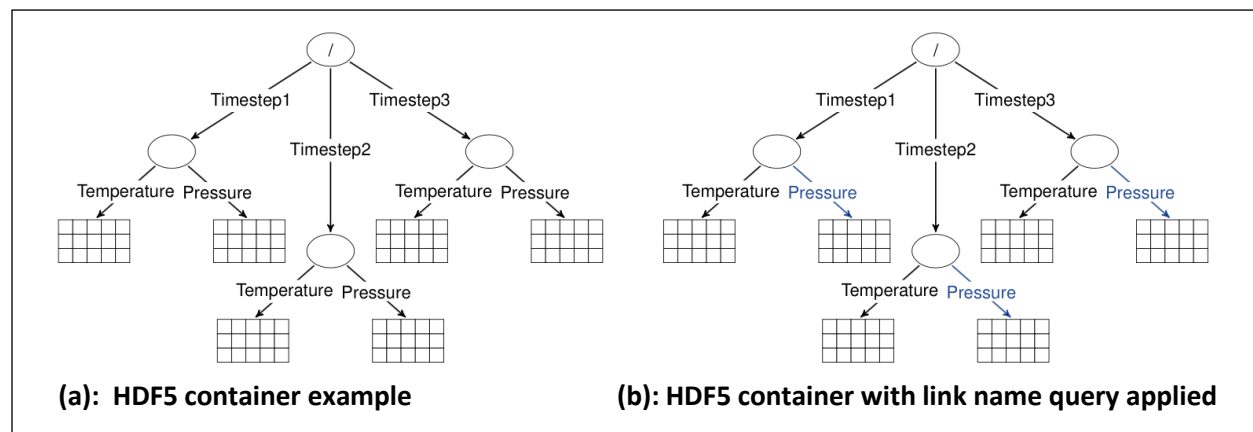 /
Timestep1
Timestep3
Timestep2
Temperature Pressure
Temperature Pressure
Temperature Pressure
(a): HDF5 container example
/
Timestep1
Timestep3
Timestep2
Temperature Pressure
Temperature Pressure
Temperature Pressure
(b): HDF5 container with link name query applied